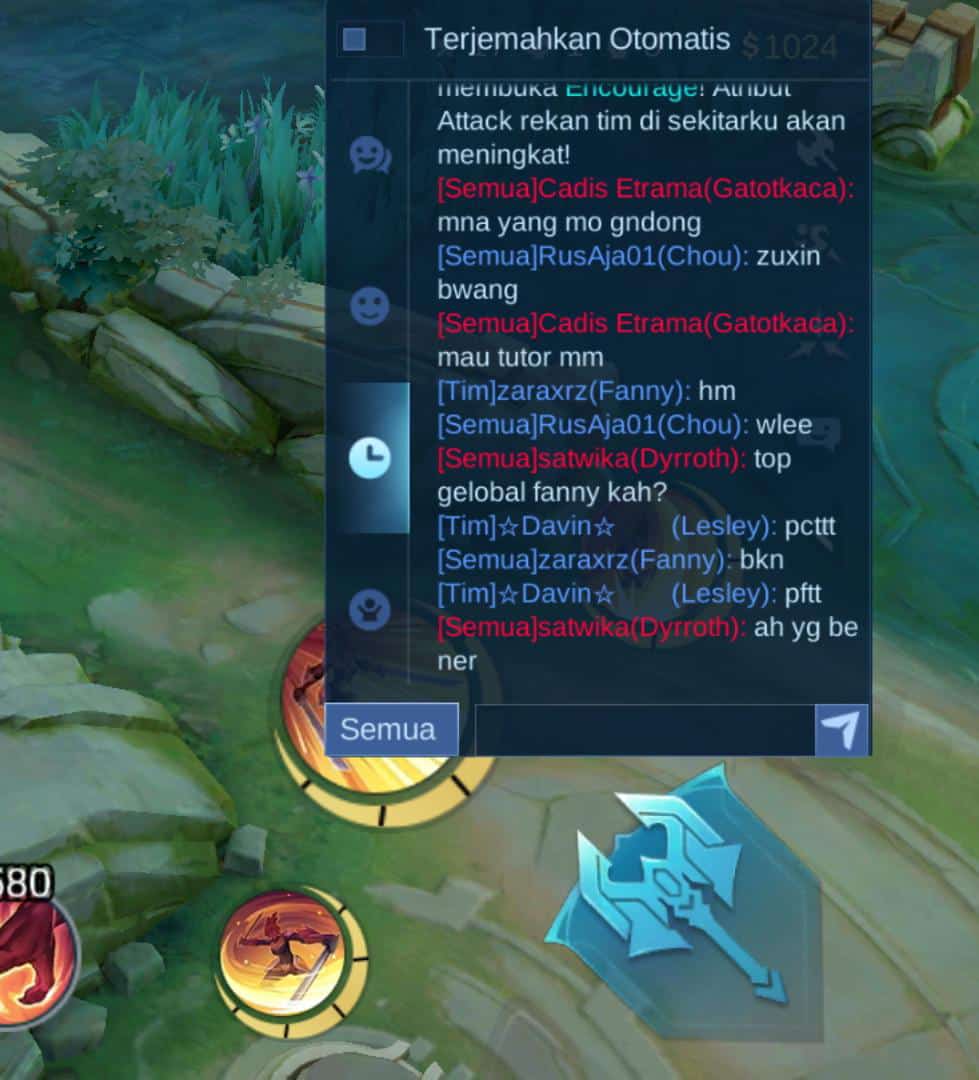 Terjemahkan Otomatis $1024
membuka Encourage! Atribut
Attack rekan tim di sekitarku akan
meningkat!
[Semua]Cadis Etrama(Gatotkaca):
mna yang mo gndong
[Semua]RusAja01(Chou): zuxin
bwang
[Semua]Cadis Etrama(Gatotkaca):
mau tutor mm
[Tim]zaraxrz(Fanny): hm
[Semua]RusAja01(Chou): wlee
[Semua]satwika(Dyrroth): top
gelobal fanny kah?
[Tim]☆Davin☆ (Lesley): pcttt
[Semua]zaraxrz(Fanny): bkn
[Tim]☆Davin☆ (Lesley): pftt
[Semua]satwika(Dyrroth): ah yg be
ner
Semua
580